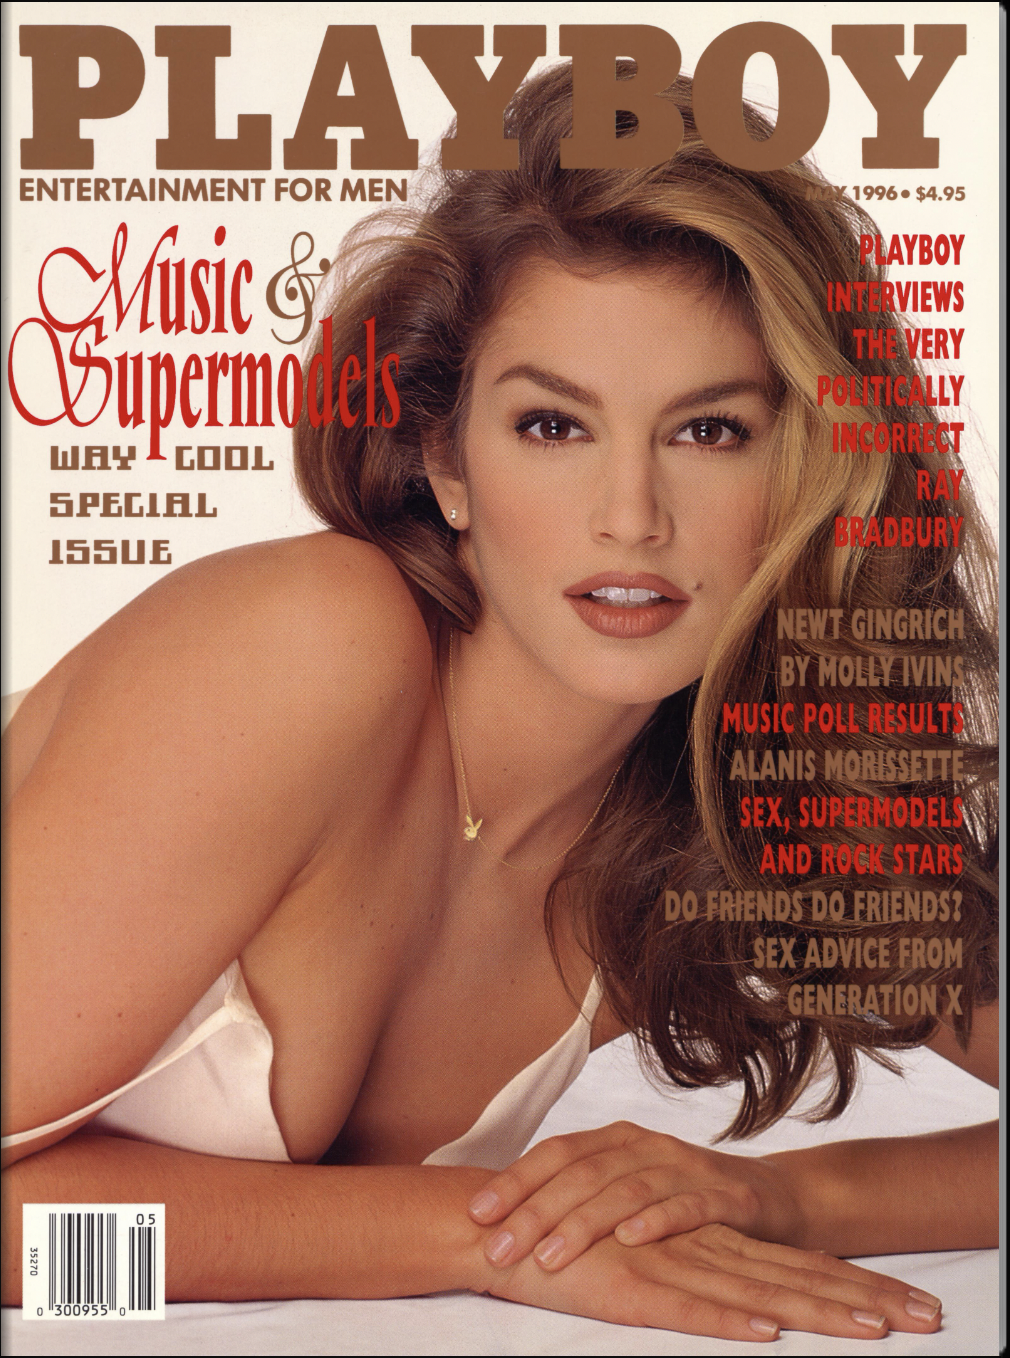 PLAYBOY
ENTERTAINMENT FOR MEN
MAY 1996 • $4.95
Music &
Supermodels
WAY COOL
SPECIAL
ISSUE
PLAYBOY
INTERVIEWS
THE VERY
POLITICALLY
INCORRECT
RAY
BRADBURY
NEWT GINGRICH
BY MOLLY IVINS
MUSIC POLL RESULTS
ALANIS MORISSETTE
SEX, SUPERMODELS
AND ROCK STARS
DO FRIENDS DO FRIENDS?
SEX ADVICE FROM
GENERATION X
05
35270
0 300955 0